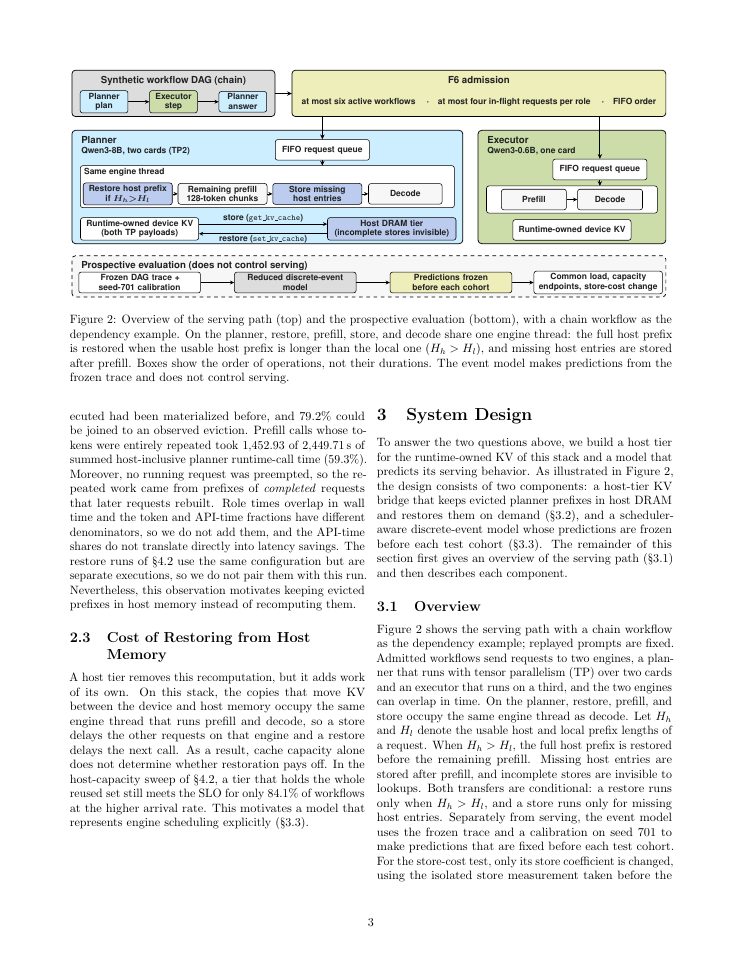 Synthetic workflow DAG (chain)
Planner
plan
Executor
step
Planner
answer
F6 admission
at most six active workflows · at most four in-flight requests per role · FIFO order
Planner
Qwen3-8B, two cards (TP2)
FIFO request queue
Same engine thread
Restore host prefix
if H_h > H_l
Remaining prefill
128-token chunks
Store missing
host entries
Decode
Runtime-owned device KV
(both TP payloads)
store (get_kv_cache)
restore (set_kv_cache)
Host DRAM tier
(incomplete stores invisible)
Executor
Qwen3-0.6B, one card
FIFO request queue
Prefill
Decode
Runtime-owned device KV
Prospective evaluation (does not control serving)
Frozen DAG trace +
seed-701 calibration
Reduced discrete-event
model
Predictions frozen
before each cohort
Common load, capacity
endpoints, store-cost change
Figure 2: Overview of the serving path (top) and the prospective evaluation (bottom), with a chain workflow as the
dependency example. On the planner, restore, prefill, store, and decode share one engine thread: the full host prefix
is restored when the usable host prefix is longer than the local one (H_h > H_l), and missing host entries are stored
after prefill. Boxes show the order of operations, not their durations. The event model makes predictions from the
frozen trace and does not control serving.
ecuted had been materialized before, and 79.2% could
be joined to an observed eviction. Prefill calls whose to-
kens were entirely repeated took 1,452.93 of 2,449.71 s of
summed host-inclusive planner runtime-call time (59.3%).
Moreover, no running request was preempted, so the re-
peated work came from prefixes of completed requests
that later requests rebuilt. Role times overlap in wall
time and the token and API-time fractions have different
denominators, so we do not add them, and the API-time
shares do not translate directly into latency savings. The
restore runs of §4.2 use the same configuration but are
separate executions, so we do not pair them with this run.
Nevertheless, this observation motivates keeping evicted
prefixes in host memory instead of recomputing them.
2.3 Cost of Restoring from Host
Memory
A host tier removes this recomputation, but it adds work
of its own. On this stack, the copies that move KV
between the device and host memory occupy the same
engine thread that runs prefill and decode, so a store
delays the other requests on that engine and a restore
delays the next call. As a result, cache capacity alone
does not determine whether restoration pays off. In the
host-capacity sweep of §4.2, a tier that holds the whole
reused set still meets the SLO for only 84.1% of workflows
at the higher arrival rate. This motivates a model that
represents engine scheduling explicitly (§3.3).
3 System Design
To answer the two questions above, we build a host tier
for the runtime-owned KV of this stack and a model that
predicts its serving behavior. As illustrated in Figure 2,
the design consists of two components: a host-tier KV
bridge that keeps evicted planner prefixes in host DRAM
and restores them on demand (§3.2), and a scheduler-
aware discrete-event model whose predictions are frozen
before each test cohort (§3.3). The remainder of this
section first gives an overview of the serving path (§3.1)
and then describes each component.
3.1 Overview
Figure 2 shows the serving path with a chain workflow
as the dependency example; replayed prompts are fixed.
Admitted workflows send requests to two engines, a plan-
ner that runs with tensor parallelism (TP) over two cards
and an executor that runs on a third, and the two engines
can overlap in time. On the planner, restore, prefill, and
store occupy the same engine thread as decode. Let H_h
and H_l denote the usable host and local prefix lengths of
a request. When H_h > H_l, the full host prefix is restored
before the remaining prefill. Missing host entries are
stored after prefill, and incomplete stores are invisible to
lookups. Both transfers are conditional: a restore runs
only when H_h > H_l, and a store runs only for missing
host entries. Separately from serving, the event model
uses the frozen trace and a calibration on seed 701 to
make predictions that are fixed before each test cohort.
For the store-cost test, only its store coefficient is changed,
using the isolated store measurement taken before the
3